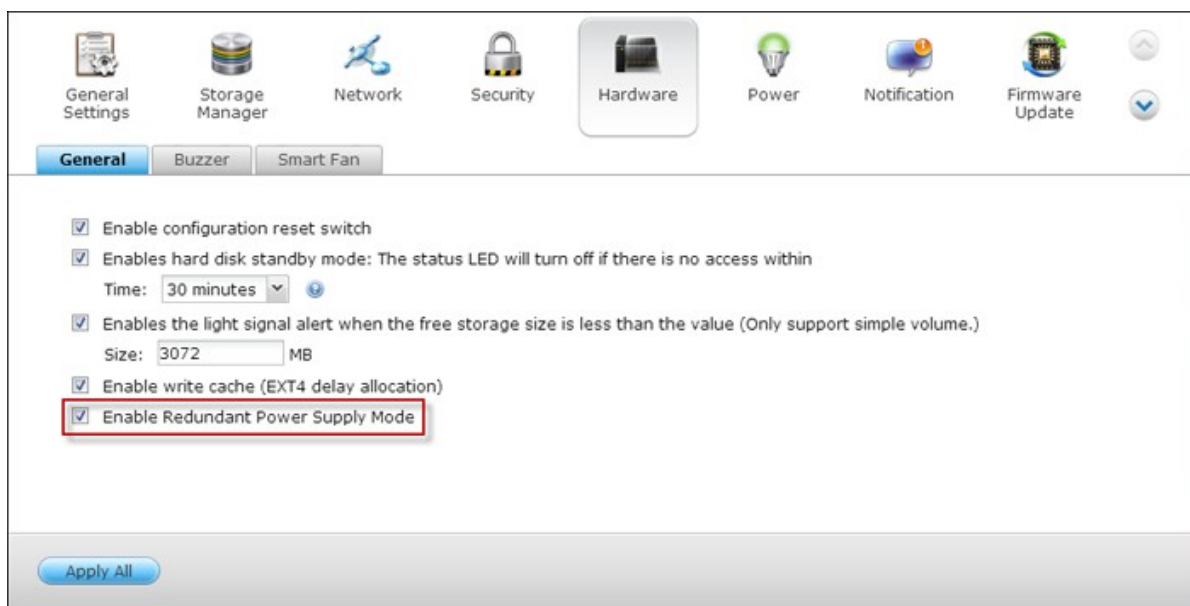 General Settings
Storage Manager
Network
Security
Hardware
Power
Notification
Firmware Update
General
Buzzer
Smart Fan
Enable configuration reset switch
Enables hard disk standby mode: The status LED will turn off if there is no access within
Time: 30 minutes
Enables the light signal alert when the free storage size is less than the value (Only support simple volume.)
Size: 3072 MB
Enable write cache (EXT4 delay allocation)
Enable Redundant Power Supply Mode
Apply All